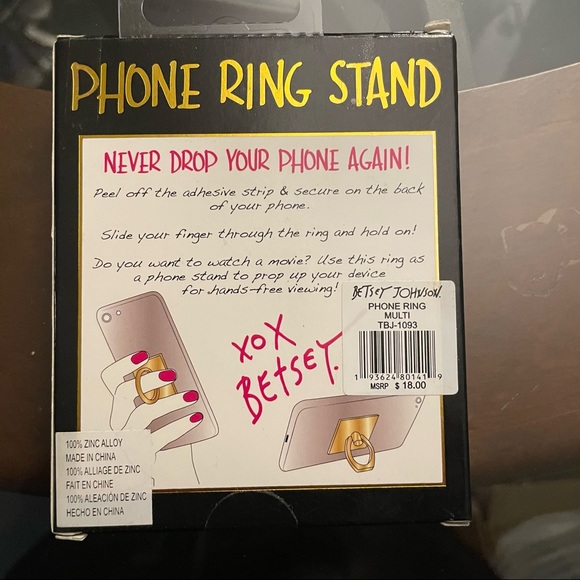 PHONE RING STAND
NEVER DROP YOUR PHONE AGAIN!
Peel off the adhesive strip & secure on the back
of your phone.
Slide your finger through the ring and hold on!
Do you want to watch a movie? Use this ring as
a phone stand to prop up your device
for hands-free viewing!
BETSEY JOHNSON.
PHONE RING
MULTI
TBJ-1093
1 93624 80141 9
MSRP $ 18.00
XOX
BETSEY.
100% ZINC ALLOY
MADE IN CHINA
100% ALLIAGE DE ZINC
FAIT EN CHINE
100% ALEACIÓN DE ZINC
HECHO EN CHINA